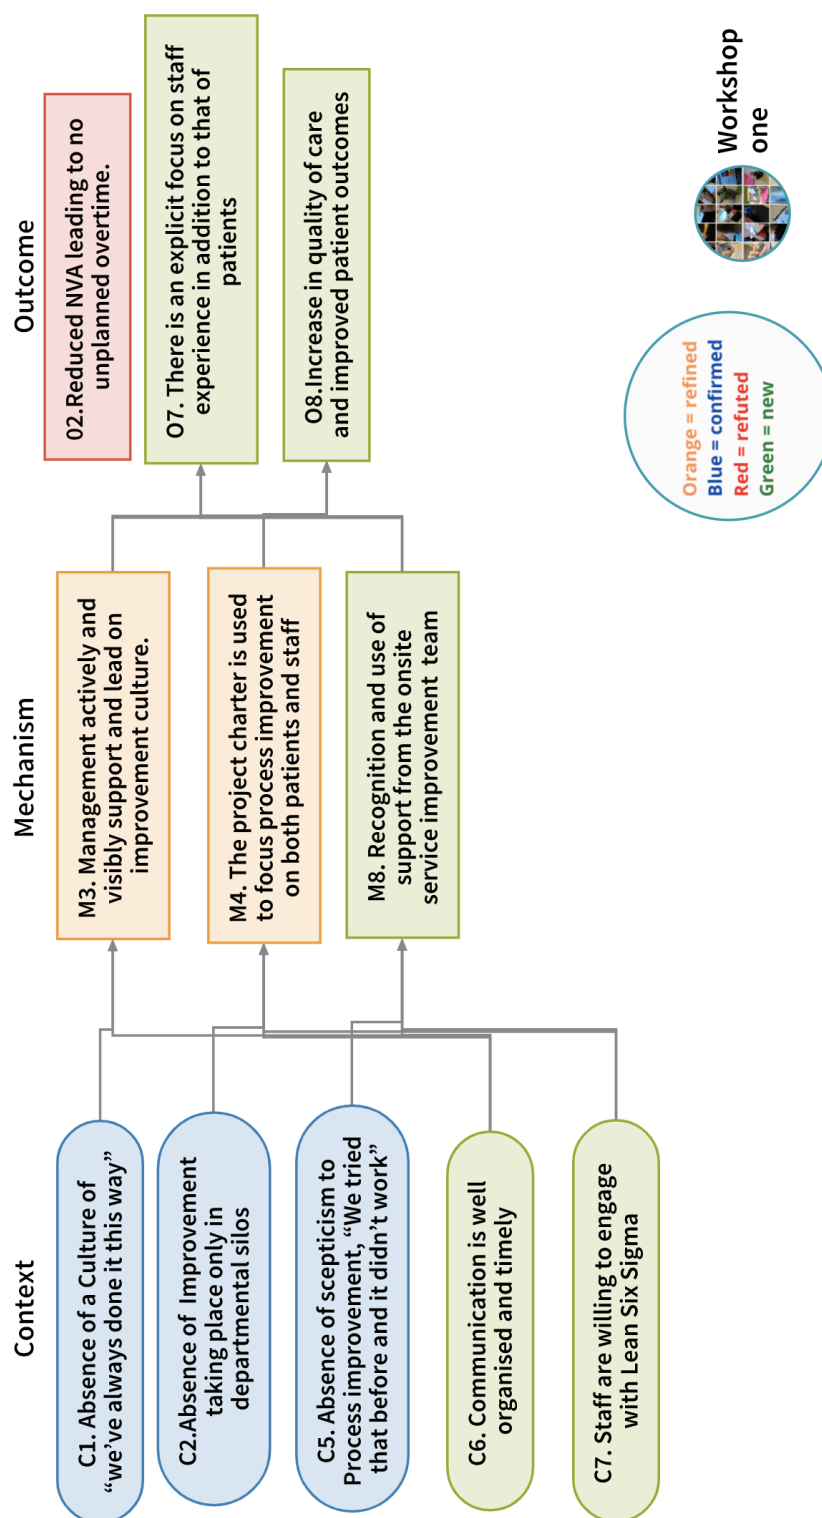 Context
C1. Absence of a Culture of
“we’ve always done it this way”
C2.Absence of Improvement
taking place only in
departmental silos
C5. Absence of scepticism to
Process improvement, “We tried
that before and it didn’t work”
C6. Communication is well
organised and timely
C7. Staff are willing to engage
with Lean Six Sigma
Mechanism
M3. Management actively and
visibly support and lead on
improvement culture.
M4. The project charter is used
to focus process improvement
on both patients and staff
M8. Recognition and use of
support from the onsite
service improvement team
Outcome
02.Reduced NVA leading to no
unplanned overtime.
O7. There is an explicit focus on staff
experience in addition to that of
patients
O8.Increase in quality of care
and improved patient outcomes
Orange = refined
Blue = confirmed
Red = refuted
Green = new
Workshop
one